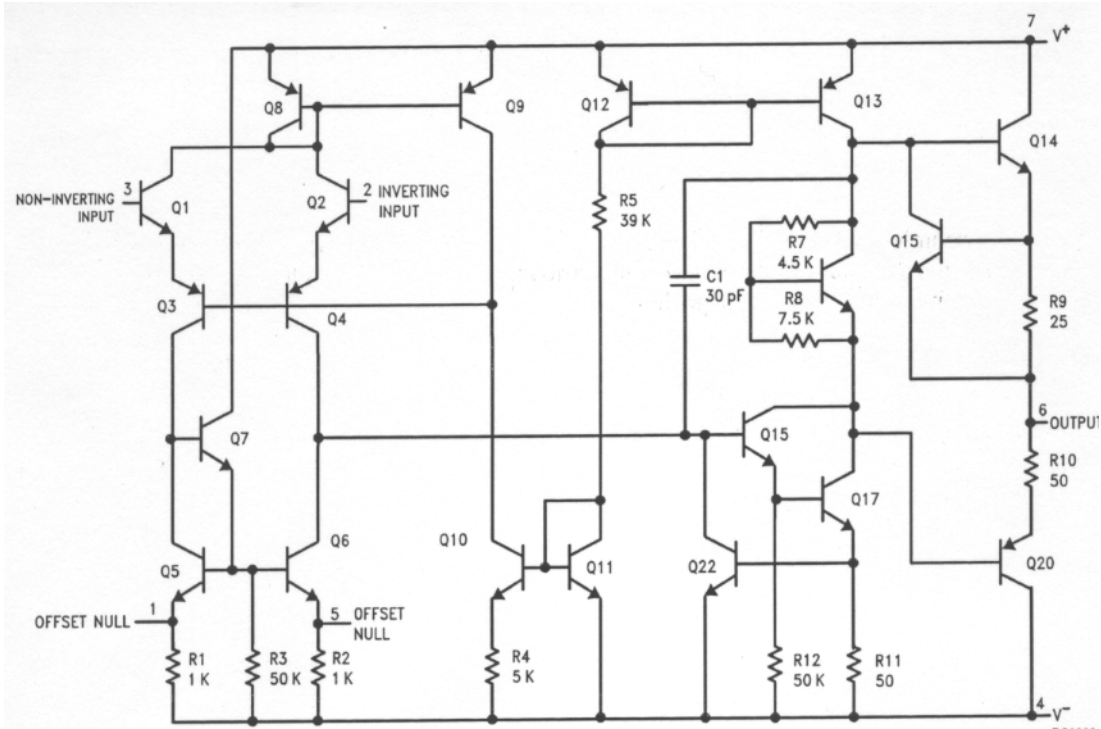 7
V+
Q8
Q9
Q12
Q13
Q14
3
NON-INVERTING
INPUT
Q1
Q2
2 INVERTING
INPUT
R5
39 K
R7
4.5 K
Q15
C1
30 pF
R8
7.5 K
R9
25
Q3
Q4
6
OUTPUT
Q7
Q15
R10
50
Q17
Q5
Q6
Q10
Q11
Q22
Q20
1
OFFSET NULL
5 OFFSET
NULL
R1
1 K
R3
50 K
R2
1 K
R4
5 K
R12
50 K
R11
50
4
V-